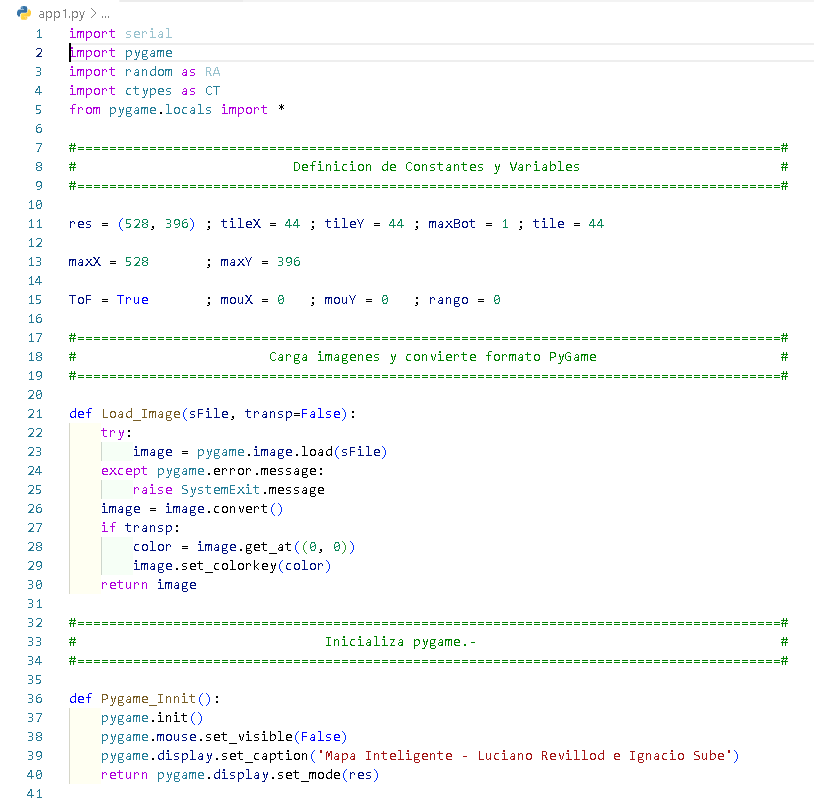 app1.py > ...
1 import serial
2 import pygame
3 import random as RA
4 import ctypes as CT
5 from pygame.locals import *
6
7 #========================================================================================#
8 #                           Definicion de Constantes y Variables                         #
9 #========================================================================================#
10
11 res = (528, 396) ; tileX = 44 ; tileY = 44 ; maxBot = 1 ; tile = 44
12
13 maxX = 528       ; maxY = 396
14
15 ToF = True       ; mouX = 0   ; mouY = 0   ; rango = 0
16
17 #========================================================================================#
18 #                        Carga imagenes y convierte formato PyGame                       #
19 #========================================================================================#
20
21 def Load_Image(sFile, transp=False):
22     try:
23         image = pygame.image.load(sFile)
24     except pygame.error.message:
25         raise SystemExit.message
26     image = image.convert()
27     if transp:
28         color = image.get_at((0, 0))
29         image.set_colorkey(color)
30     return image
31
32 #========================================================================================#
33 #                               Inicializa pygame.-                                      #
34 #========================================================================================#
35
36 def Pygame_Innit():
37     pygame.init()
38     pygame.mouse.set_visible(False)
39     pygame.display.set_caption('Mapa Inteligente - Luciano Revillod e Ignacio Sube')
40     return pygame.display.set_mode(res)
41